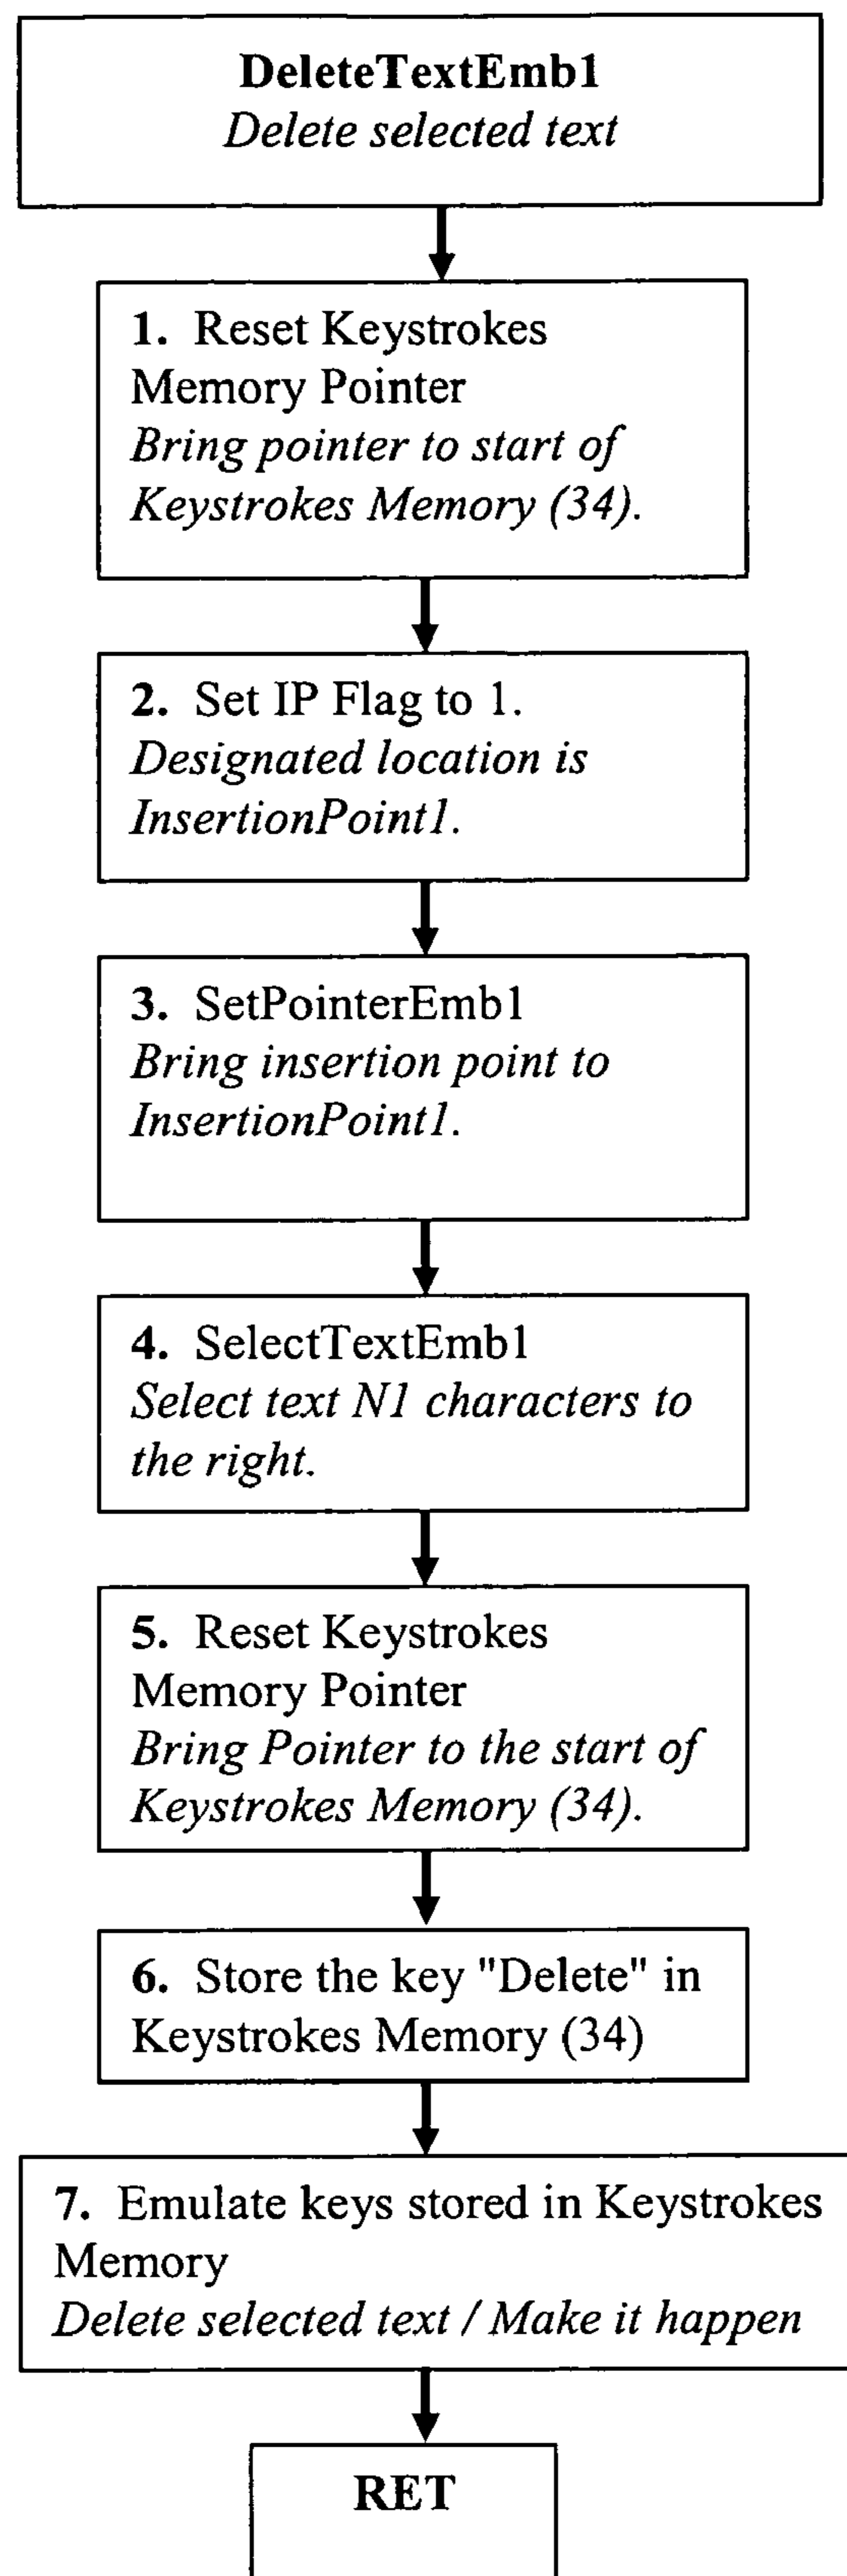 DeleteTextEmb1
Delete selected text
1. Reset Keystrokes
Memory Pointer
Bring pointer to start of
Keystrokes Memory (34).
2. Set IP Flag to 1.
Designated location is
InsertionPoint1.
3. SetPointerEmb1
Bring insertion point to
InsertionPoint1.
4. SelectTextEmb1
Select text N1 characters to
the right.
5. Reset Keystrokes
Memory Pointer
Bring Pointer to the start of
Keystrokes Memory (34).
6. Store the key "Delete" in
Keystrokes Memory (34)
7. Emulate keys stored in Keystrokes
Memory
Delete selected text / Make it happen
RET